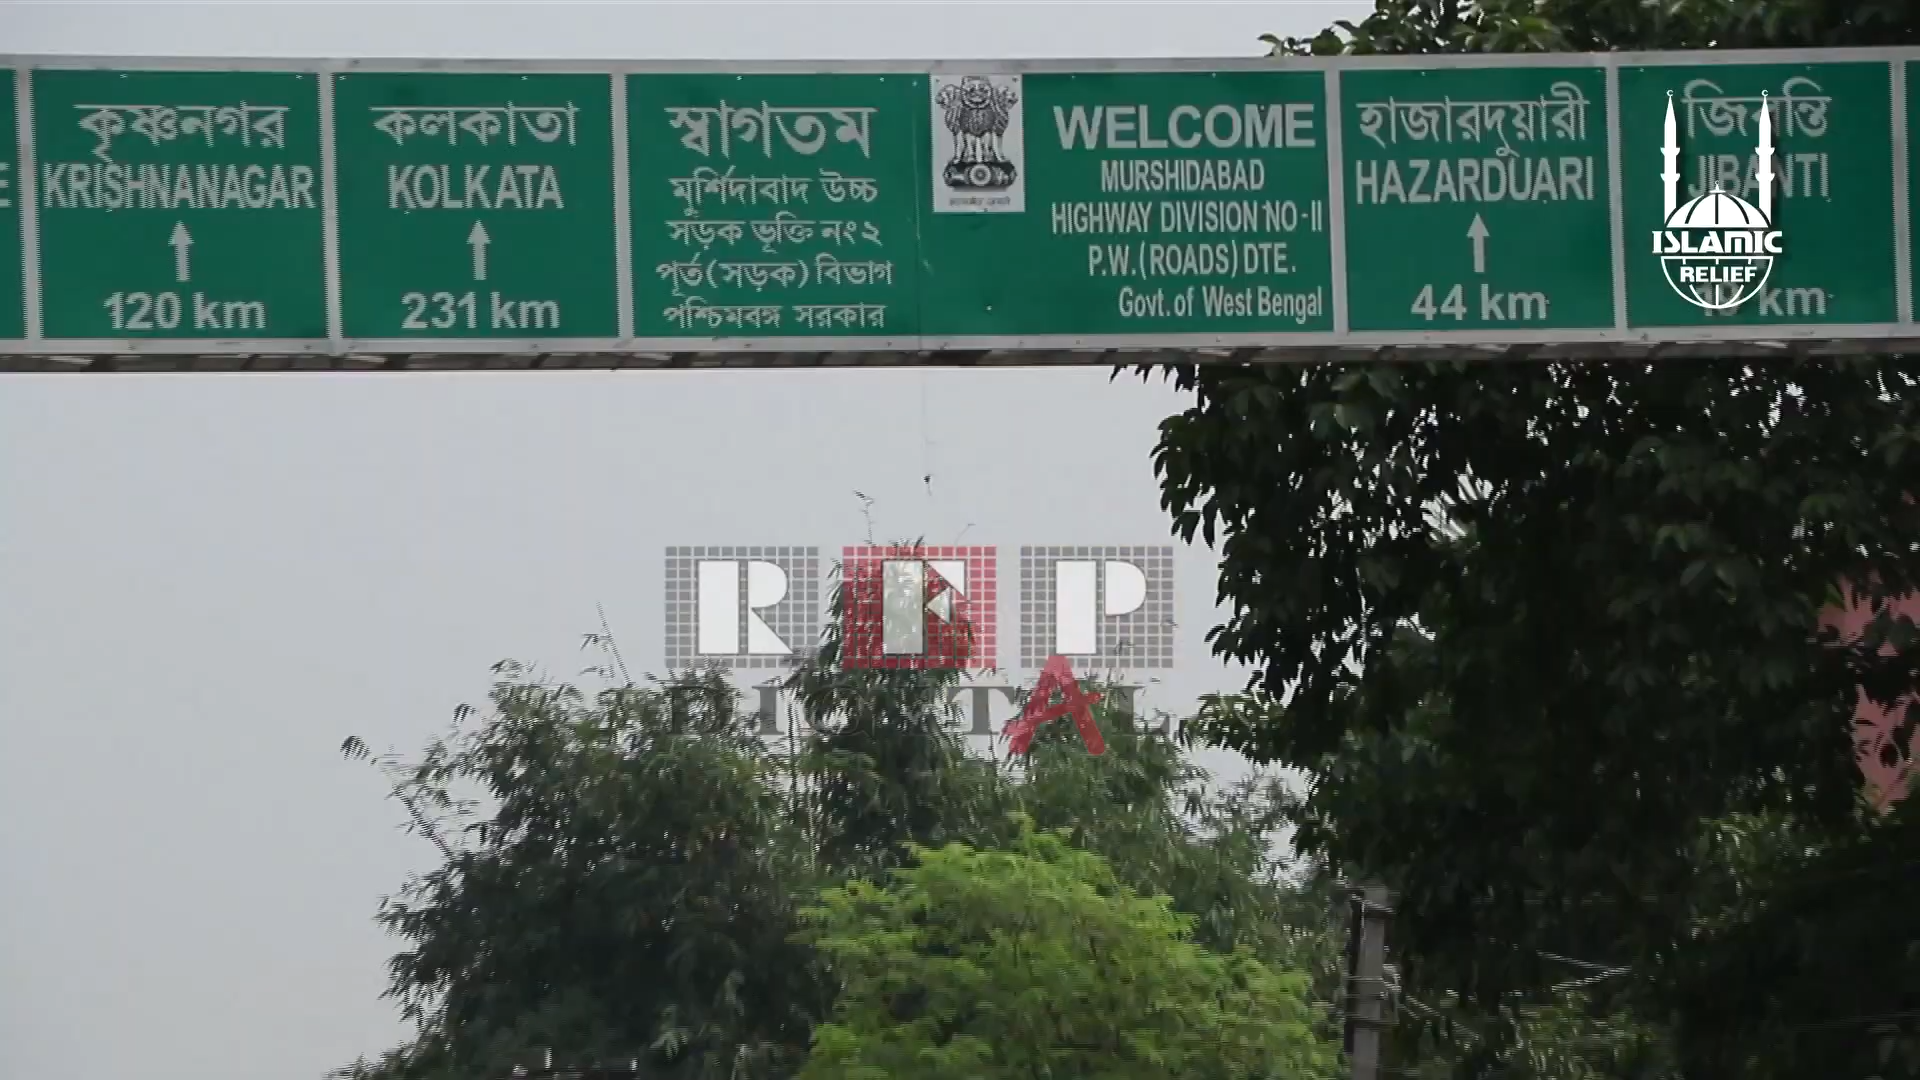 E
কৃষ্ণনগর
KRISHNANAGAR
120 km
কলকাতা
KOLKATA
231 km
স্বাগতম
মুর্শিদাবাদ উচ্চ
সড়ক ভূক্তি নং২
পূর্ত (সড়ক) বিভাগ
পশ্চিমবঙ্গ সরকার
WELCOME
MURSHIDABAD
HIGHWAY DIVISION NO-II
P.W. (ROADS) DTE.
Govt. of West Bengal
হাজারদুয়ারী
HAZARDUARI
44 km
JIBANTI
km
ISLAMIC
RELIEF
REP
DIGITAL